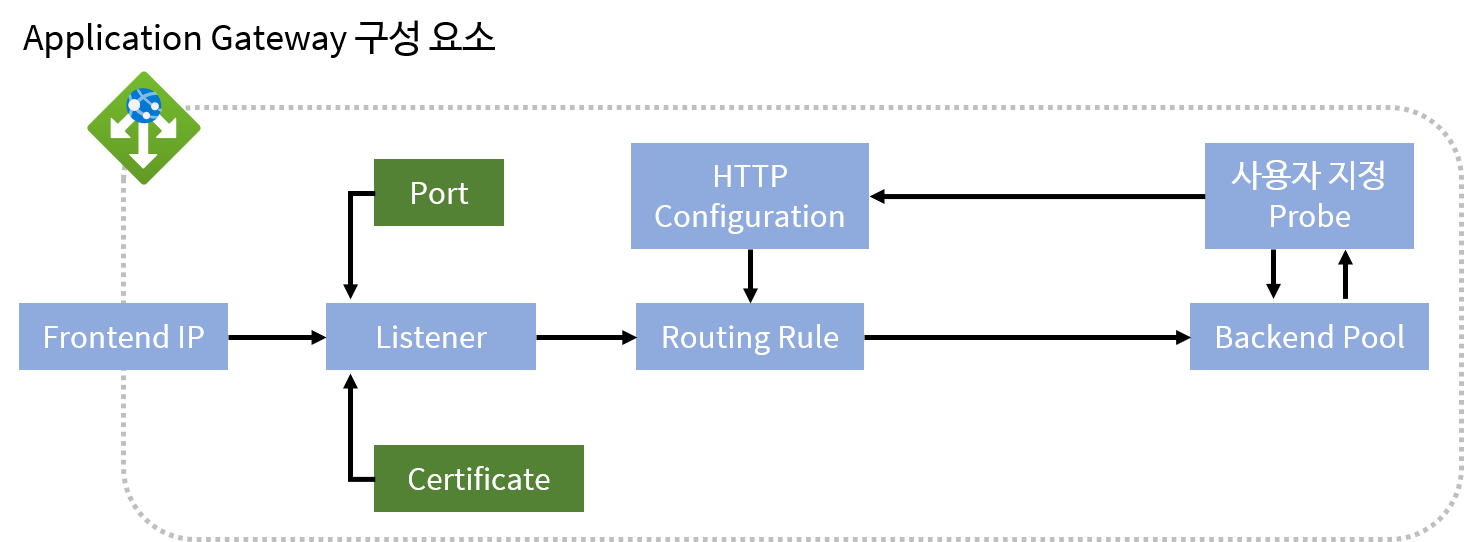 Application Gateway 구성 요소
Port
HTTP
Configuration
사용자 지정
Probe
Frontend IP
Listener
Routing Rule
Backend Pool
Certificate